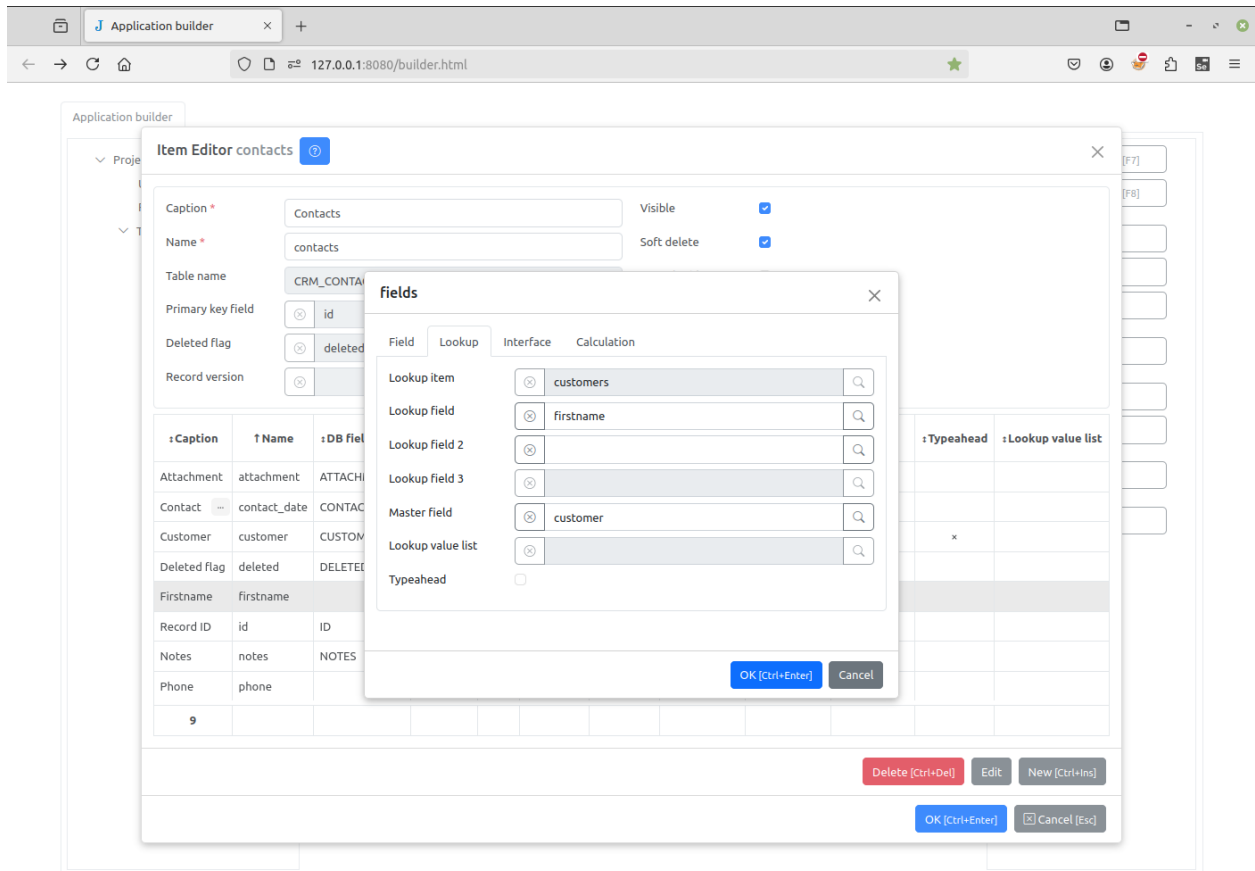 Application builder
127.0.0.1:8080/builder.html
Application builder
Item Editor contacts
[F7]
[F8]
Caption *
Contacts
Visible
Name *
contacts
Soft delete
Table name
Primary key field
id
Deleted flag
deleted
Record version
fields
Field Lookup Interface Calculation
Lookup item
customers
Lookup field
firstname
Lookup field 2
Lookup field 3
Master field
customer
Lookup value list
Typeahead
OK [Ctrl+Enter] Cancel
Caption Name Typeahead Lookup value list
Attachment attachment
Contact ... contact_date
Customer customer ×
Deleted flag deleted
Firstname firstname
Record ID id ID
Notes notes NOTES
Phone phone
9
Delete [Ctrl+Del] Edit New [Ctrl+Ins]
OK [Ctrl+Enter] Cancel [Esc]